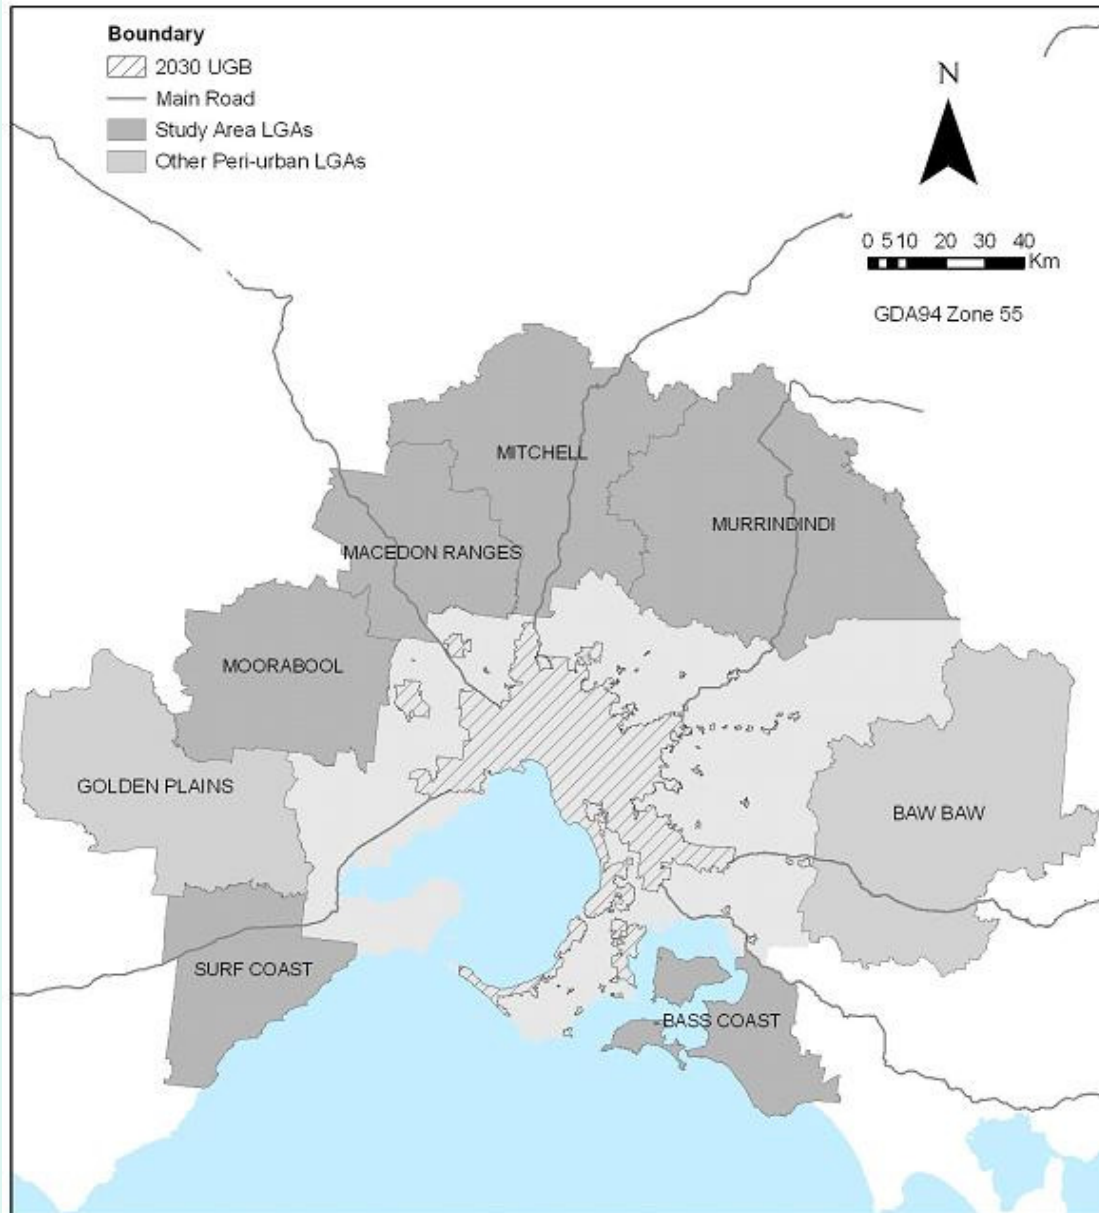 Boundary
2030 UGB
Main Road
Study Area LGAs
Other Peri-urban LGAs
N
0 5 10 20 30 40
Km
GDA94 Zone 55
MITCHELL
MURRINDINDI
MACEDON RANGES
MOORABOOL
GOLDEN PLAINS
BAW BAW
SURF COAST
BASS COAST